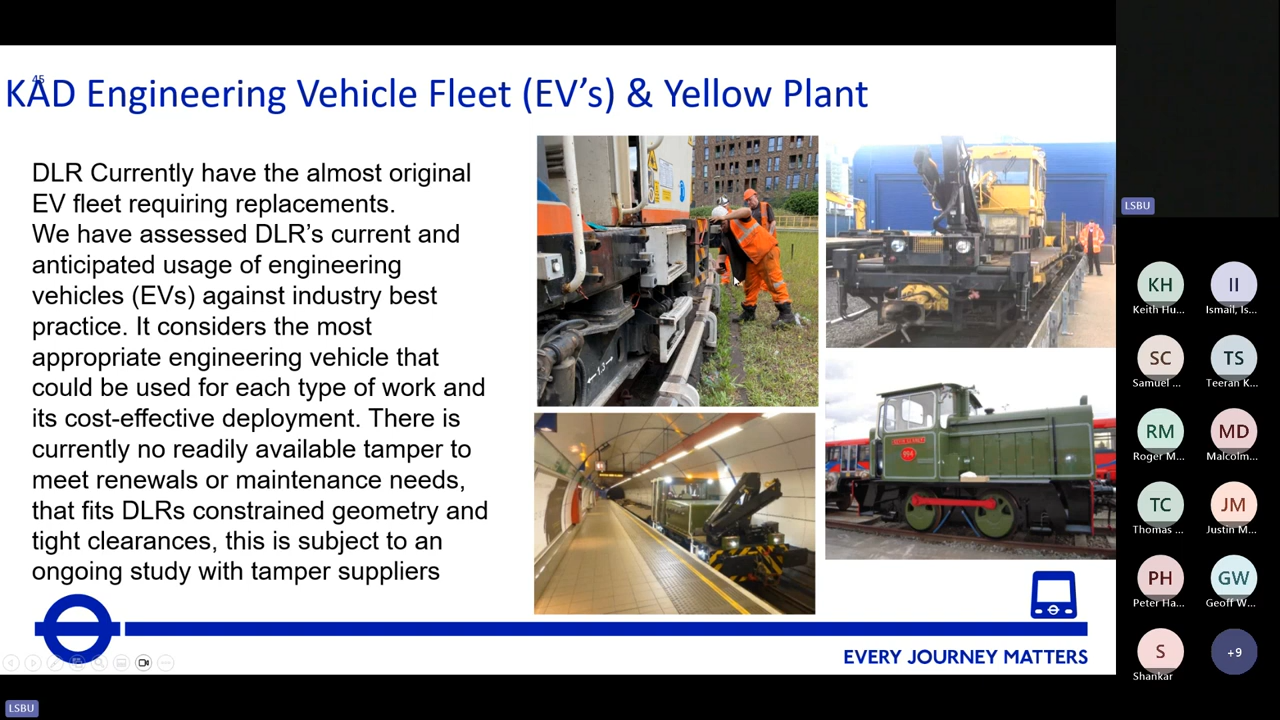 45
KAD Engineering Vehicle Fleet (EV's) & Yellow Plant
DLR Currently have the almost original
EV fleet requiring replacements.
We have assessed DLR's current and
anticipated usage of engineering
vehicles (EVs) against industry best
practice. It considers the most
appropriate engineering vehicle that
could be used for each type of work and
its cost-effective deployment. There is
currently no readily available tamper to
meet renewals or maintenance needs,
that fits DLRs constrained geometry and
tight clearances, this is subject to an
ongoing study with tamper suppliers
1.3
994
EVERY JOURNEY MATTERS
LSBU
LSBU
KH
Keith Hu...
II
Ismail, Is...
SC
Samuel ...
TS
Teeran K...
RM
Roger M...
MD
Malcolm...
TC
Thomas ...
JM
Justin M...
PH
Peter Ha...
GW
Geoff W...
S
Shankar
+9